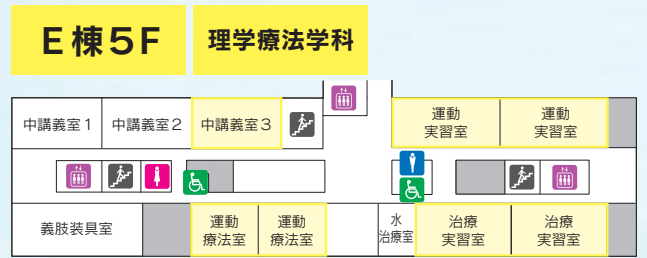 E棟5F
理学療法学科
中講義室1
中講義室2
中講義室3
運動
実習室
運動
実習室
義肢装具室
運動
療法室
運動
療法室
水
治療室
治療
実習室
治療
実習室